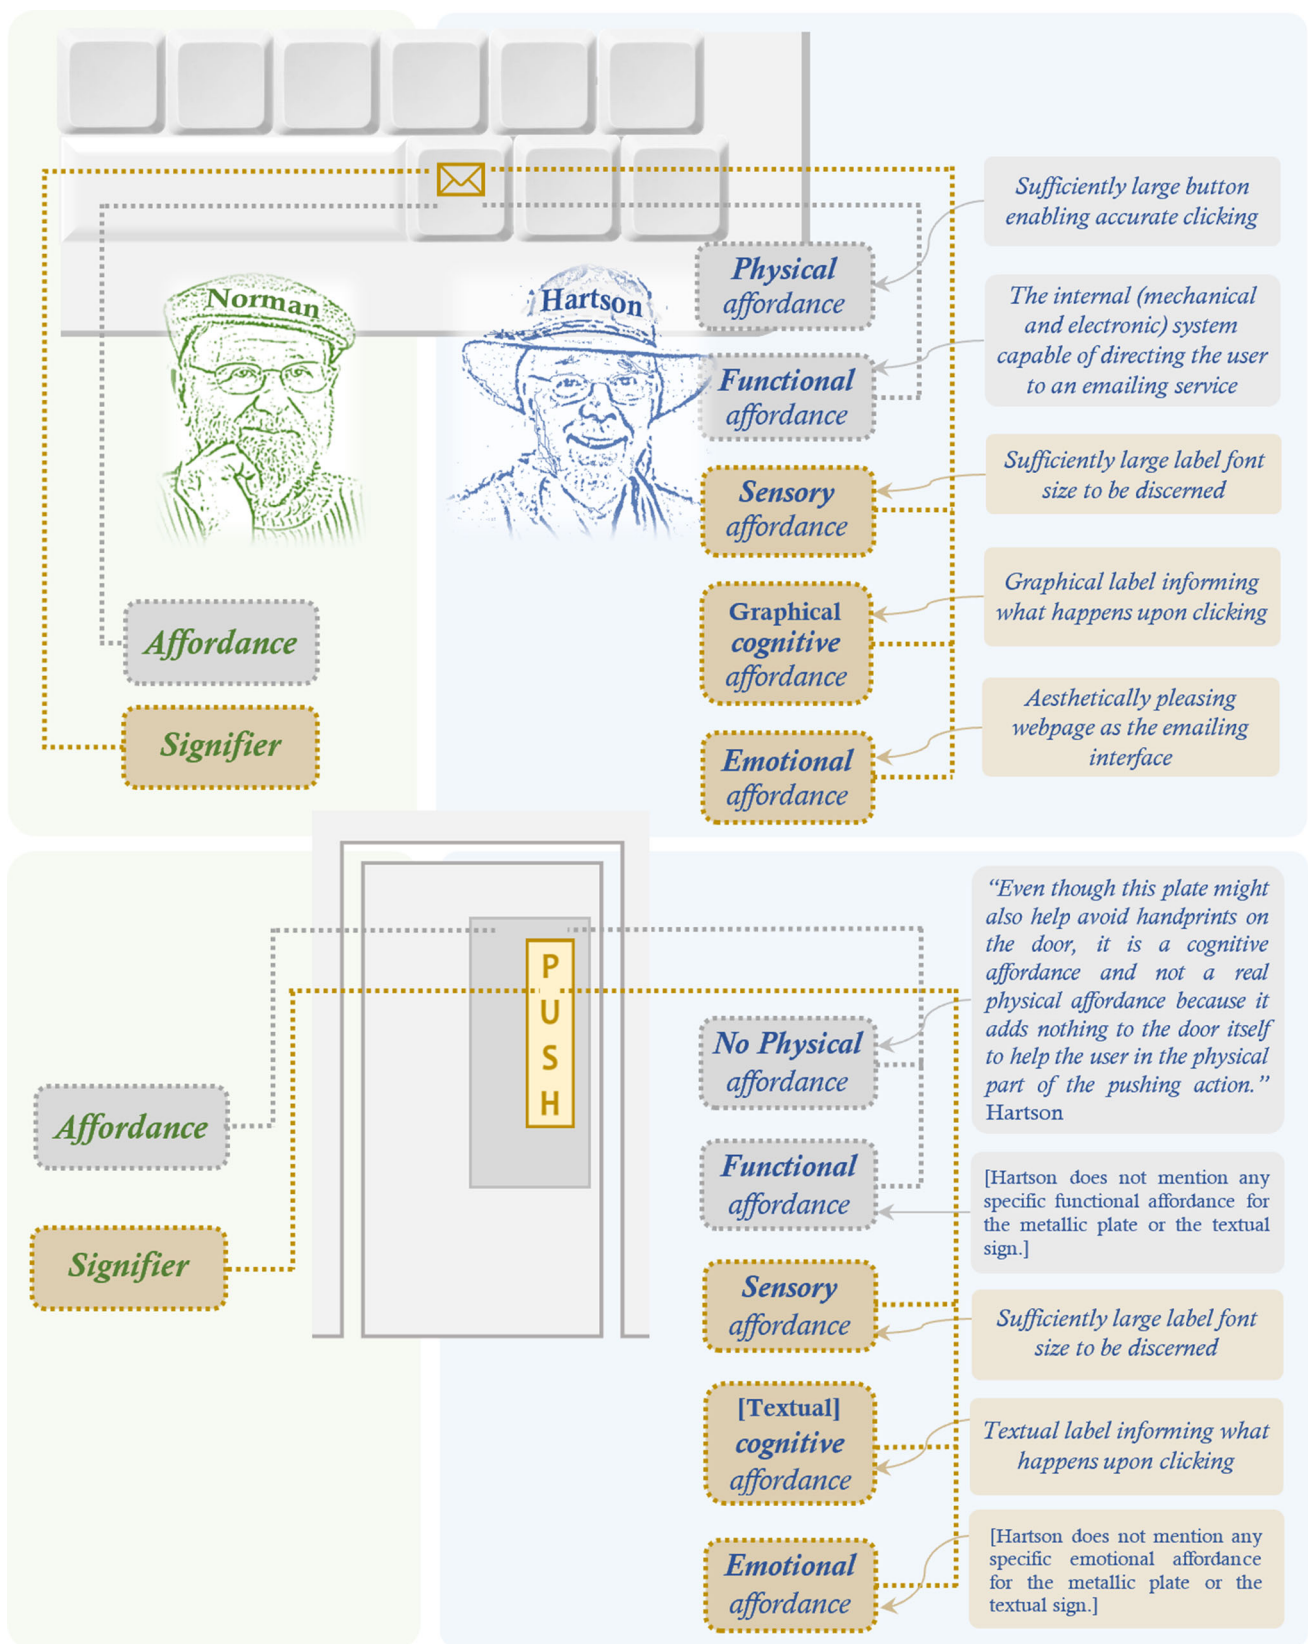 Norman
Hartson
Affordance
Signifier
Physical
affordance
Functional
affordance
Sensory
affordance
Graphical
cognitive
affordance
Emotional
affordance
Sufficiently large button
enabling accurate clicking
The internal (mechanical
and electronic) system
capable of directing the user
to an emailing service
Sufficiently large label font
size to be discerned
Graphical label informing
what happens upon clicking
Aesthetically pleasing
webpage as the emailing
interface
P
U
S
H
Affordance
Signifier
No Physical
affordance
Functional
affordance
Sensory
affordance
[Textual]
cognitive
affordance
Emotional
affordance
“Even though this plate might
also help avoid handprints on
the door, it is a cognitive
affordance and not a real
physical affordance because it
adds nothing to the door itself
to help the user in the physical
part of the pushing action.”
Hartson
[Hartson does not mention any
specific functional affordance for
the metallic plate or the textual
sign.]
Sufficiently large label font
size to be discerned
Textual label informing what
happens upon clicking
[Hartson does not mention any
specific emotional affordance
for the metallic plate or the
textual sign.]